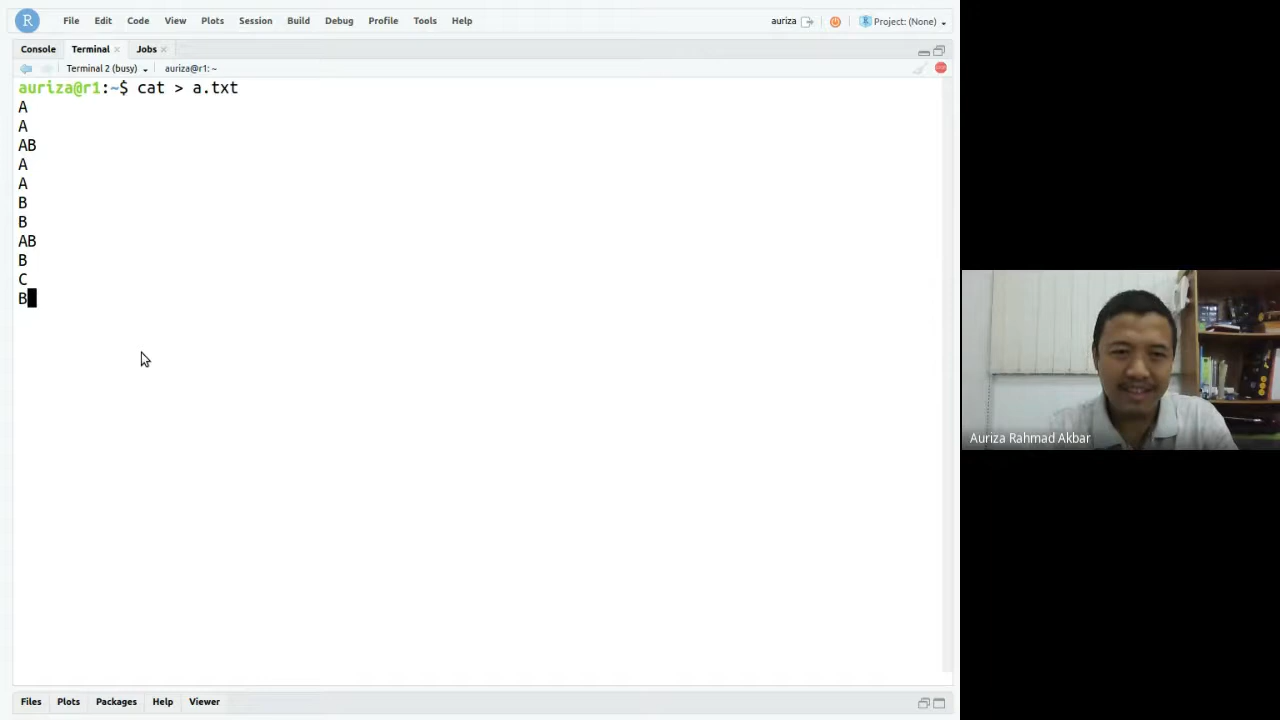 R File Edit Code View Plots Session Build Debug Profile Tools Help auriza R Project: (None)
Console Terminal Jobs
Terminal 2 (busy) auriza@r1: ~
auriza@r1:~$ cat > a.txt
A
A
AB
A
A
B
B
AB
B
C
B
Auriza Rahmad Akbar
Files Plots Packages Help Viewer